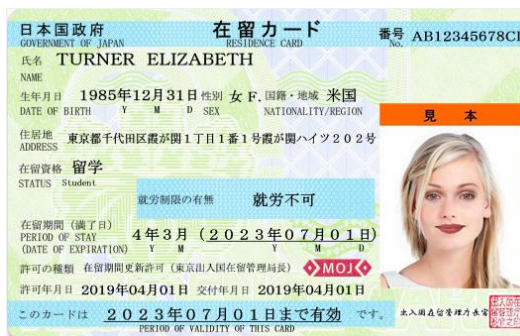 日本国政府 在留カード 番号 AB12345678CD
GOVERNMENT OF JAPAN RESIDENCE CARD No.
氏名 TURNER ELIZABETH
NAME
生年月日 1985年12月31日 性別 女 F. 国籍・地域 米国
DATE OF BIRTH Y M D SEX NATIONALITY/REGION
見 本
住居地 東京都千代田区霞が関1丁目1番1号霞が関ハイツ202号
ADDRESS
在留資格 留学
STATUS Student
就労制限の有無 就労不可
在留期間(満了日) 4年3月(2023年07月01日)
PERIOD OF STAY
(DATE OF EXPIRATION) Y M Y M D
許可の種類 在留期間更新許可(東京出入国在留管理局長) MOJ
許可年月日 2019年04月01日 交付年月日 2019年04月01日
このカードは 2023年07月01日まで有効 です。
PERIOD OF VALIDITY OF THIS CARD
出入国在留管理庁長官